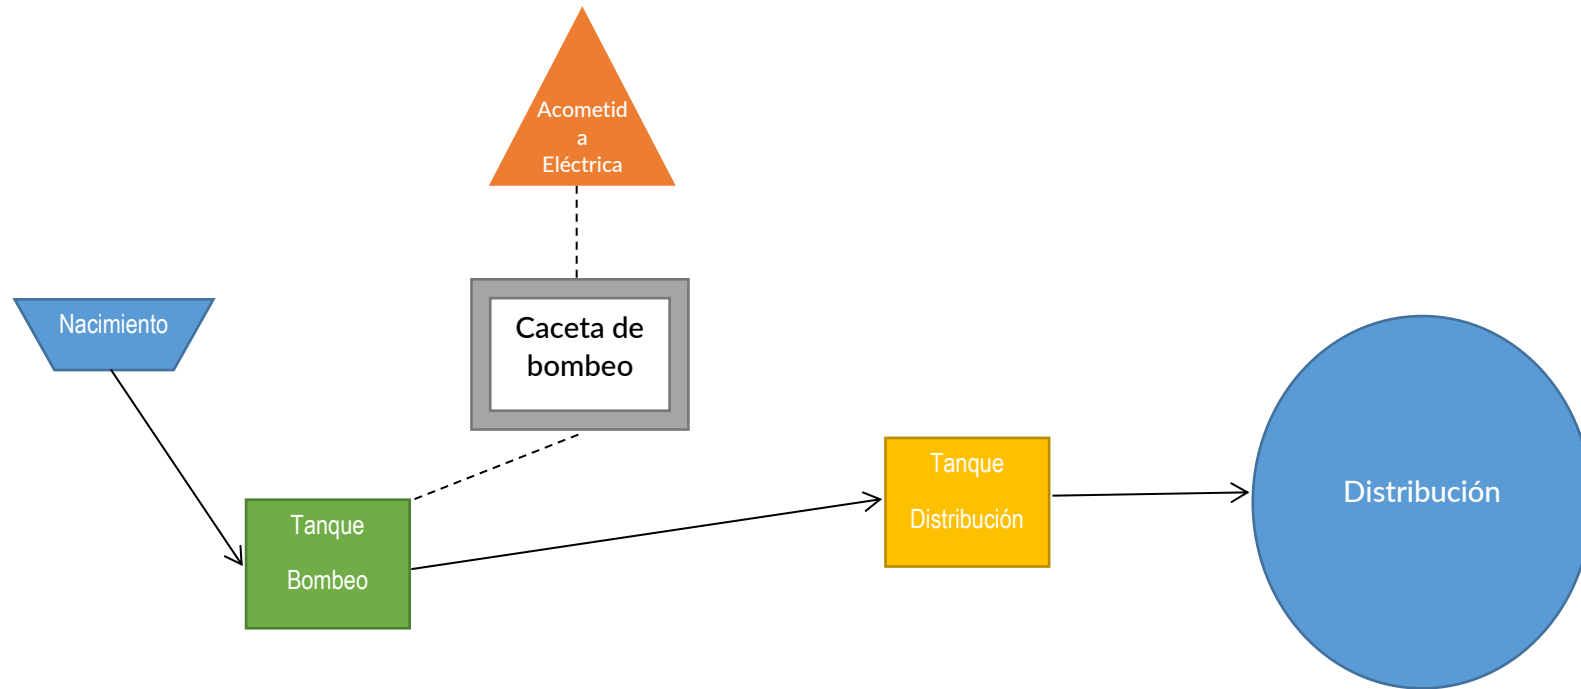 Acometid
a
Eléctrica
Nacimiento
Caceta de
bombeo
Tanque
Bombeo
Tanque
Distribución
Distribución